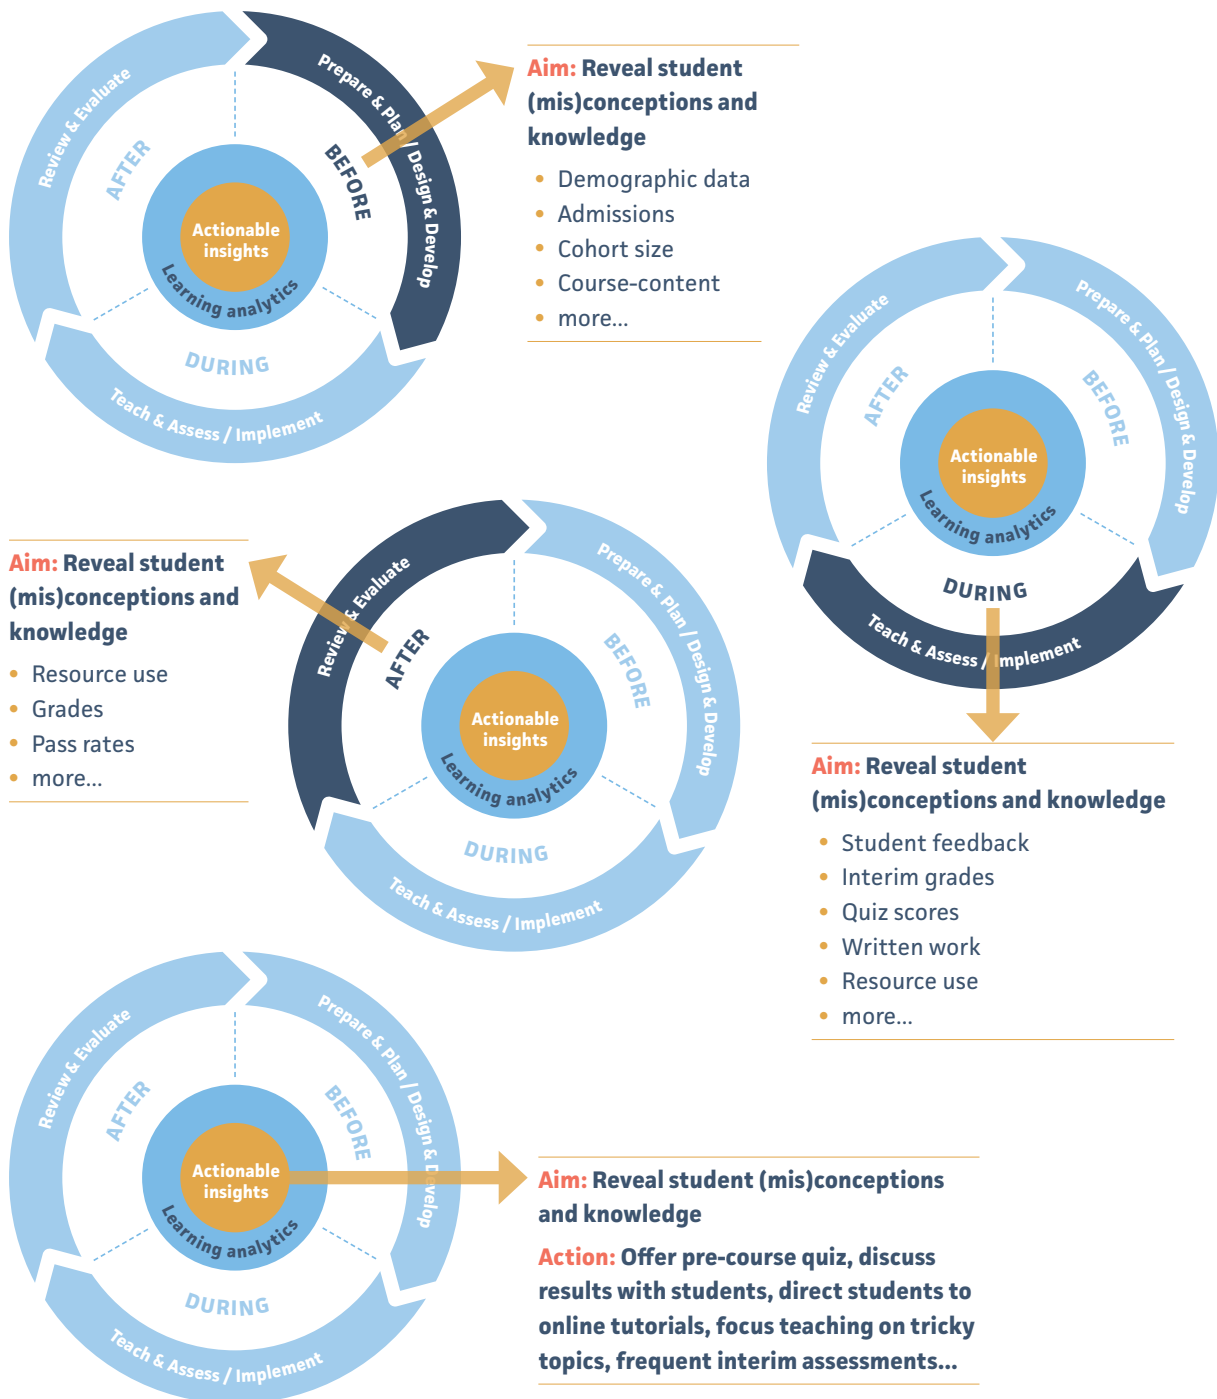 Review & Evaluate
Prepare & Plan / Design & Develop
Teach & Assess / Implement
AFTER
BEFORE
DURING
Actionable
insights
Learning analytics
Aim: Reveal student
(mis)conceptions and
knowledge
• Demographic data
• Admissions
• Cohort size
• Course-content
• more...
Review & Evaluate
Prepare & Plan / Design & Develop
Teach & Assess / Implement
AFTER
BEFORE
DURING
Actionable
insights
Learning analytics
Aim: Reveal student
(mis)conceptions and knowledge
• Student feedback
• Interim grades
• Quiz scores
• Written work
• Resource use
• more...
Aim: Reveal student
(mis)conceptions and
knowledge
• Resource use
• Grades
• Pass rates
• more...
Review & Evaluate
Prepare & Plan / Design & Develop
Teach & Assess / Implement
AFTER
BEFORE
DURING
Actionable
insights
Learning analytics
Review & Evaluate
Prepare & Plan / Design & Develop
Teach & Assess / Implement
AFTER
BEFORE
DURING
Actionable
insights
Learning analytics
Aim: Reveal student (mis)conceptions
and knowledge
Action: Offer pre-course quiz, discuss
results with students, direct students to
online tutorials, focus teaching on tricky
topics, frequent interim assessments...